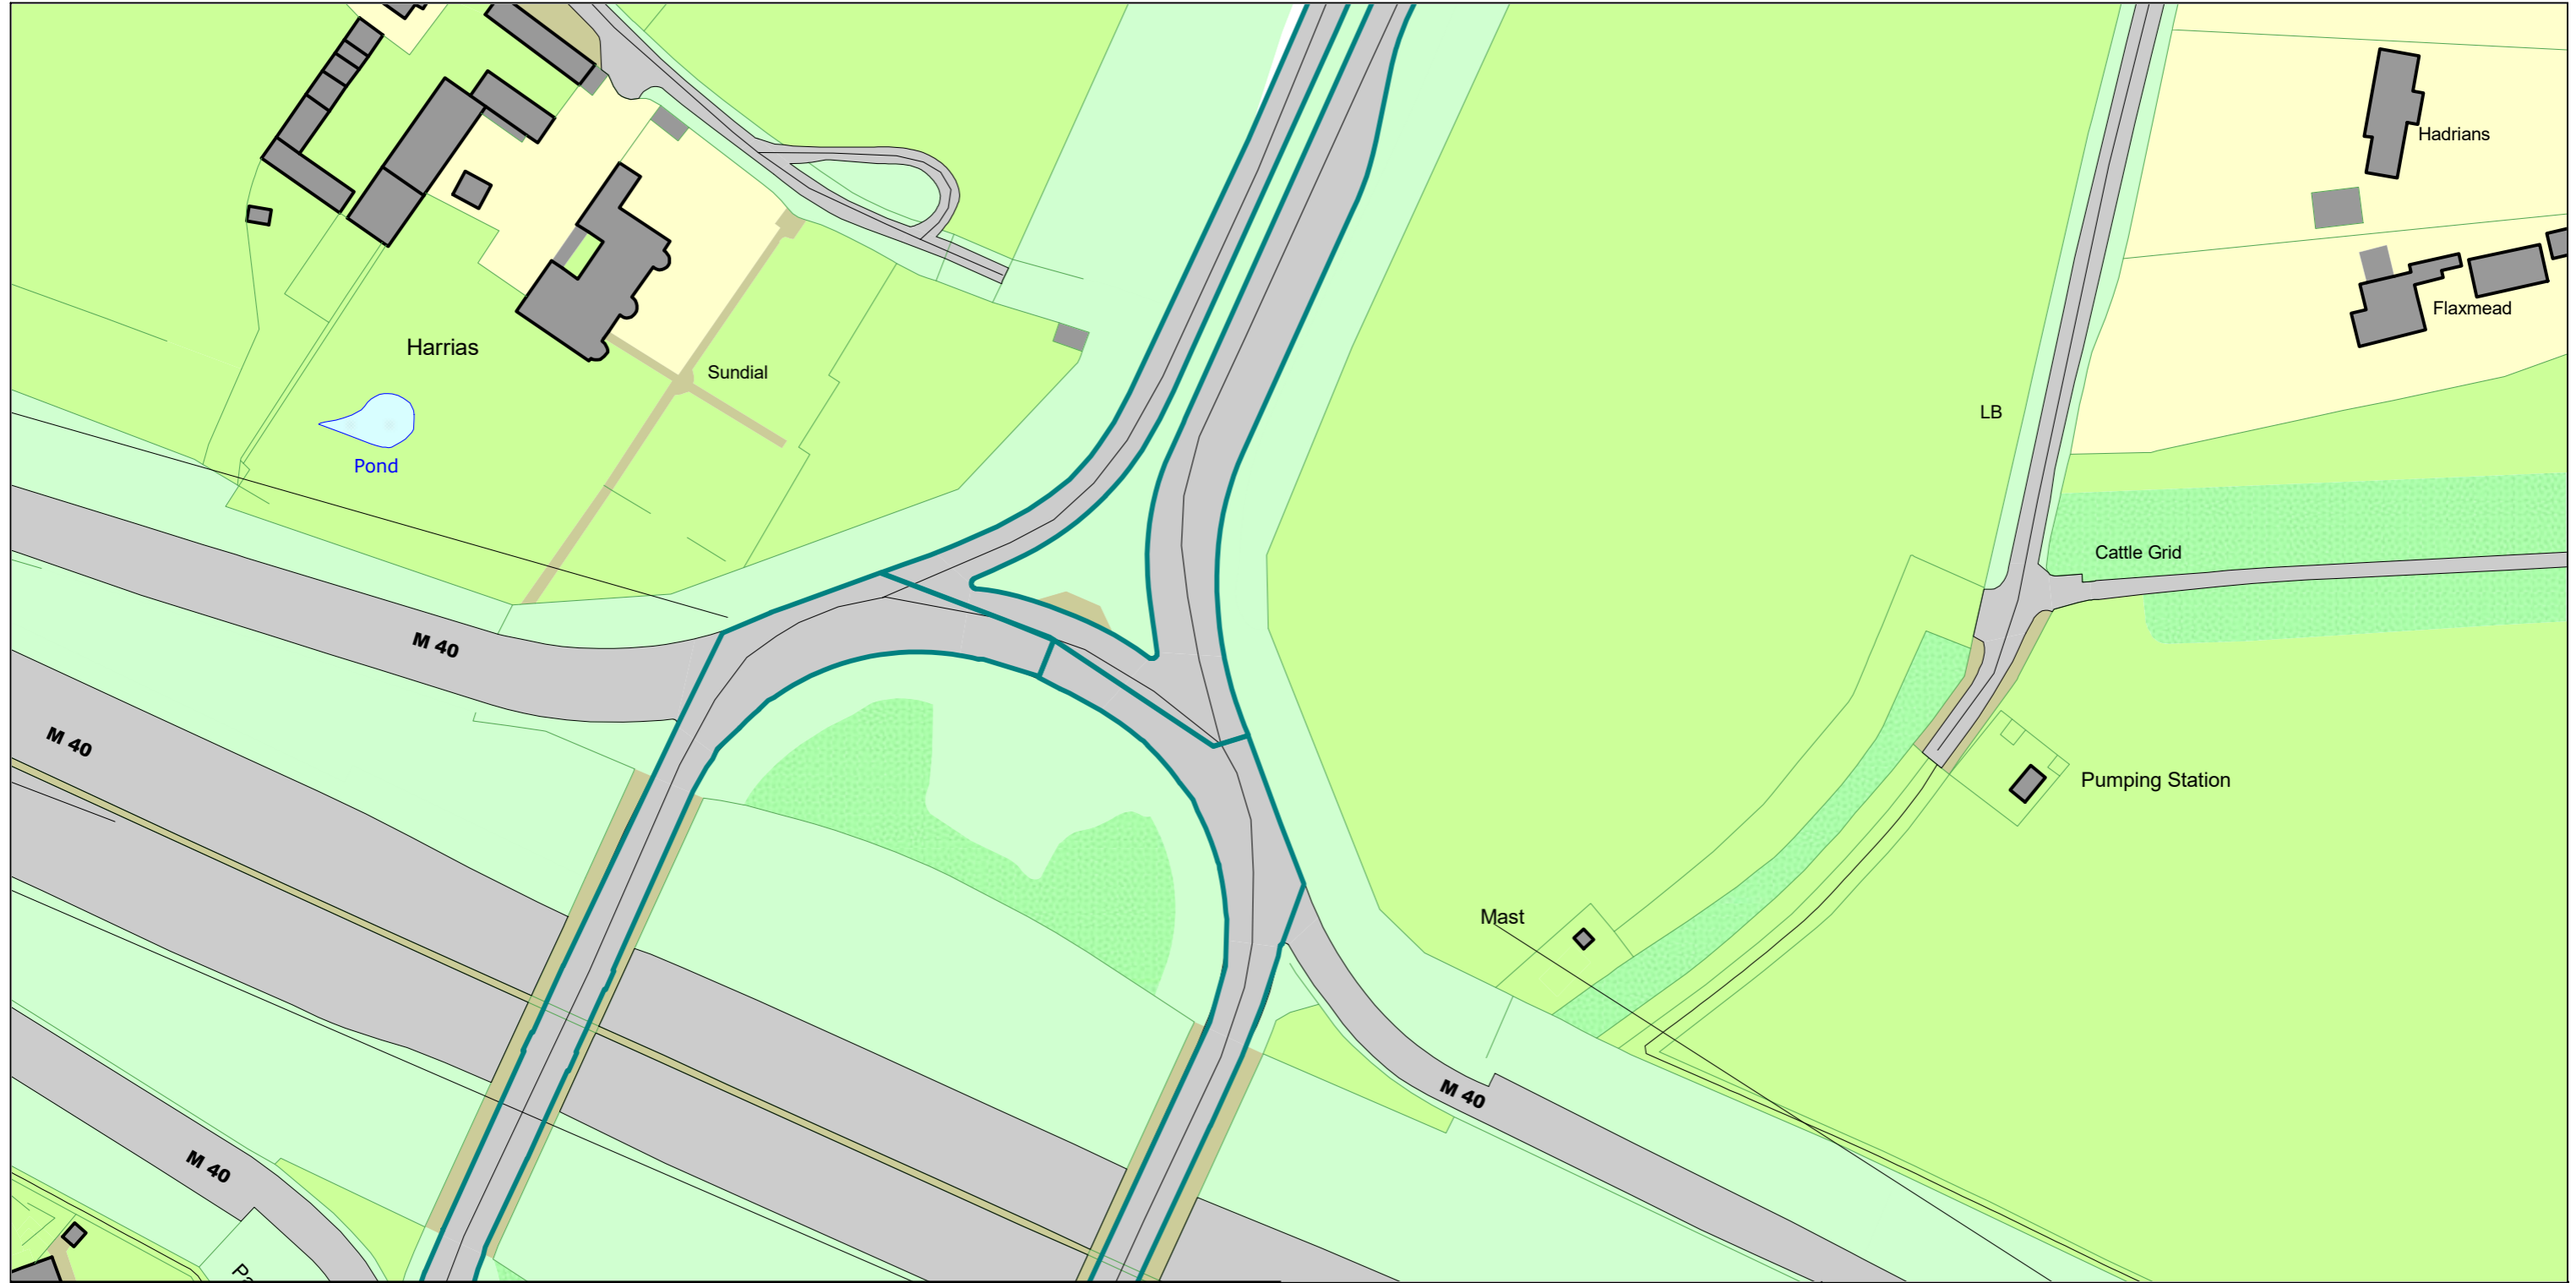 Hadrians
Flaxmead
Harrias
Sundial
LB
Pond
Cattle Grid
M 40
M 40
Pumping Station
Mast
M 40
M 40